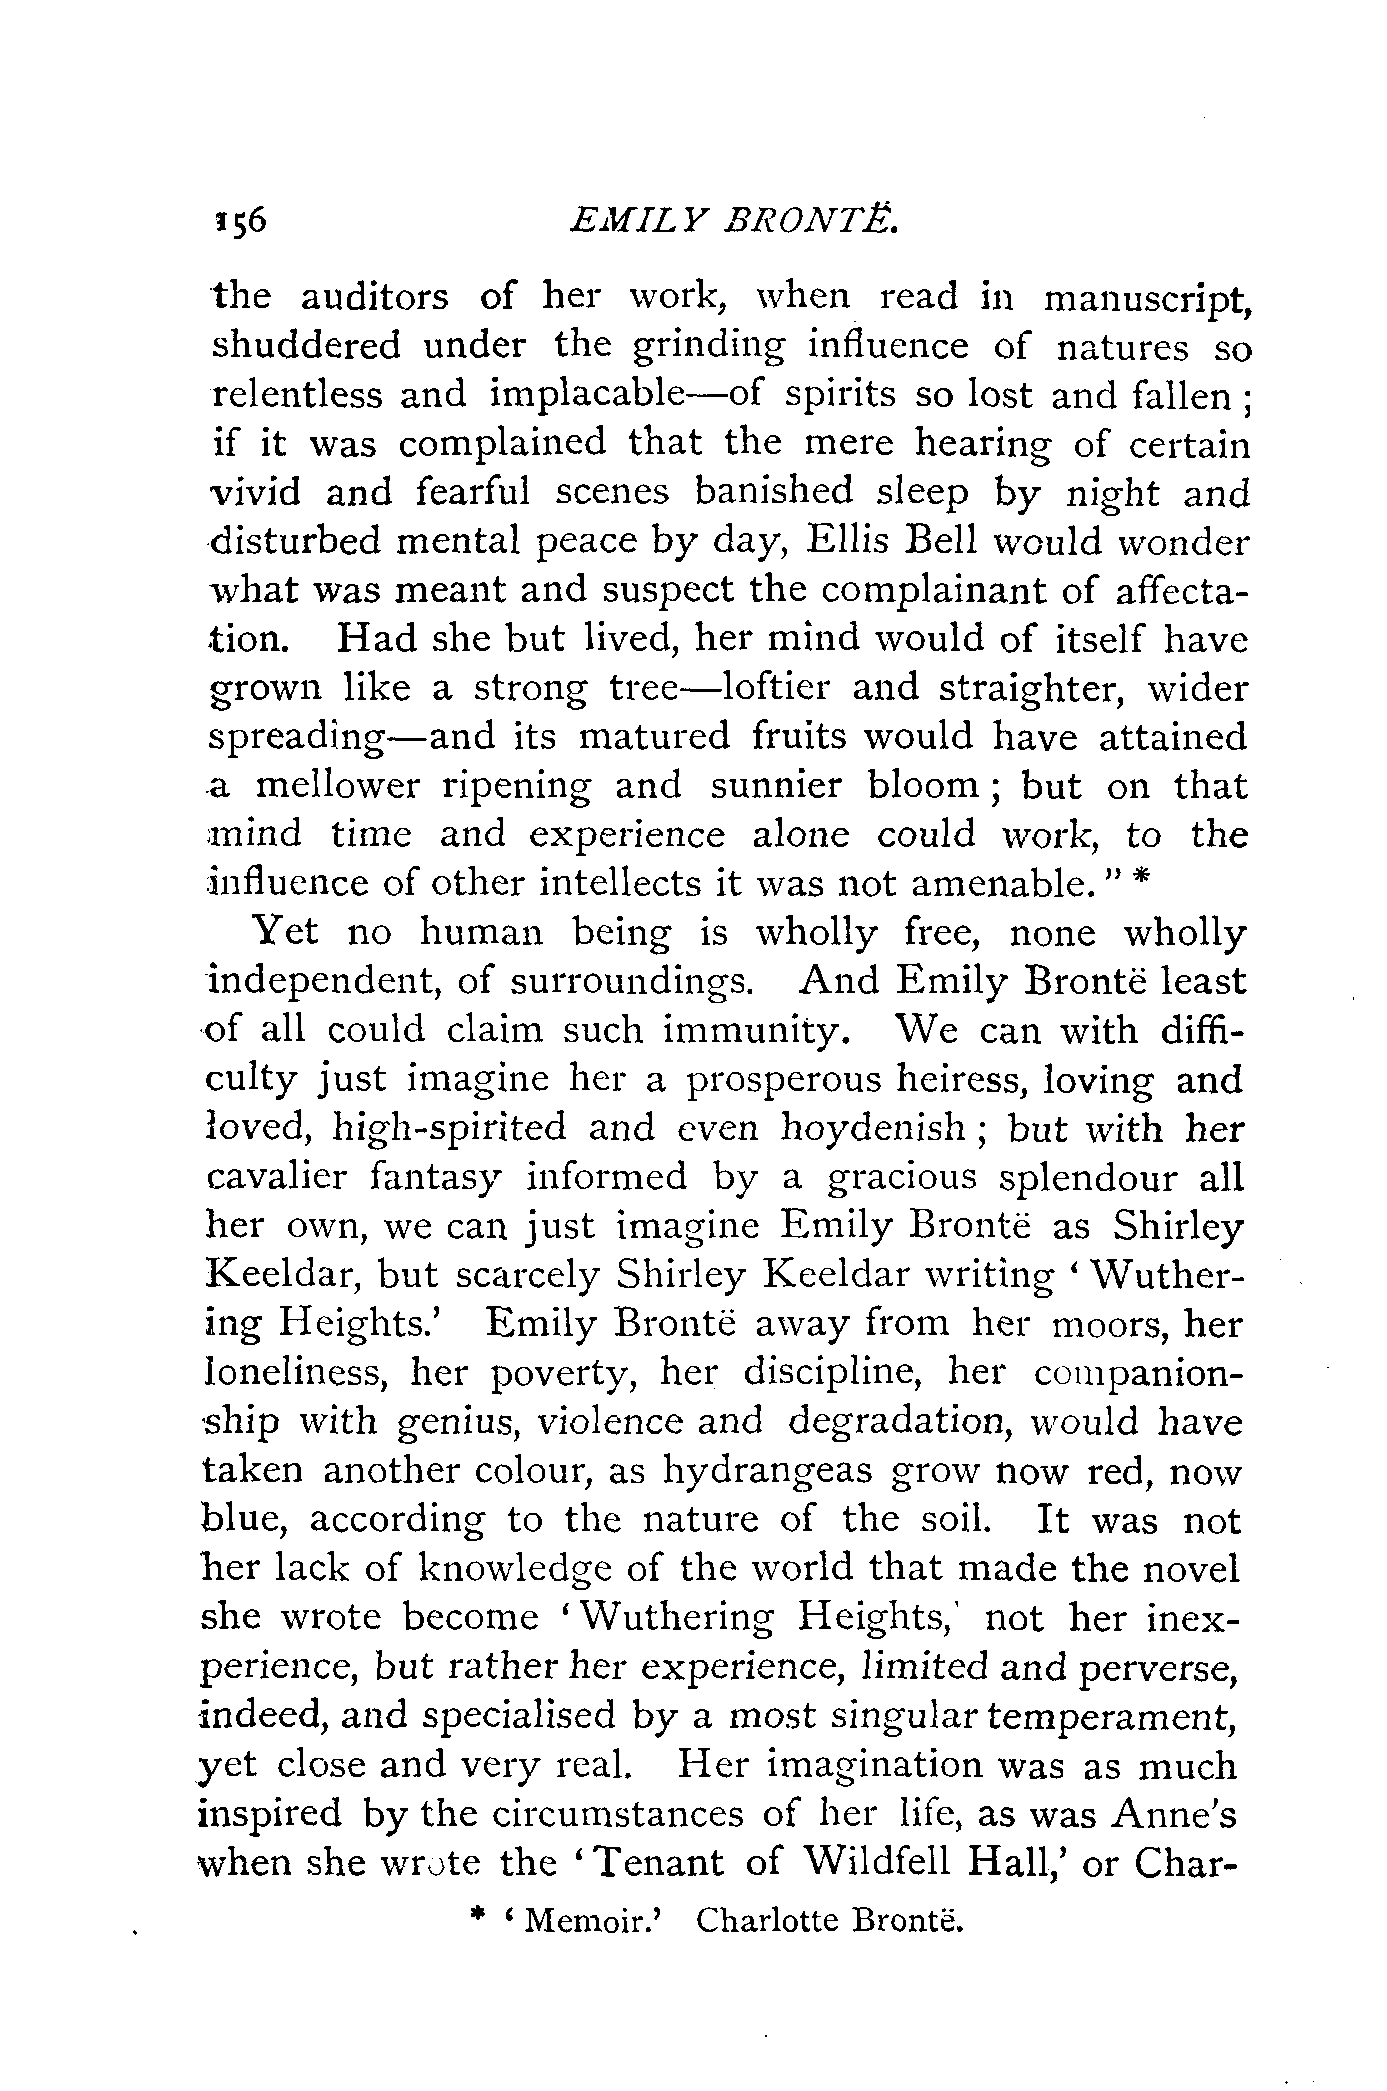 156 EMILY BRONTË.
the auditors of her work, when read in manuscript,
shuddered under the grinding influence of natures so
relentless and implacable—of spirits so lost and fallen ;
if it was complained that the mere hearing of certain
vivid and fearful scenes banished sleep by night and
disturbed mental peace by day, Ellis Bell would wonder
what was meant and suspect the complainant of affecta-
tion. Had she but lived, her mind would of itself have
grown like a strong tree—loftier and straighter, wider
spreading—and its matured fruits would have attained
a mellower ripening and sunnier bloom ; but on that
mind time and experience alone could work, to the
influence of other intellects it was not amenable. " *
Yet no human being is wholly free, none wholly
independent, of surroundings. And Emily Brontë least
of all could claim such immunity. We can with diffi-
culty just imagine her a prosperous heiress, loving and
loved, high-spirited and even hoydenish ; but with her
cavalier fantasy informed by a gracious splendour all
her own, we can just imagine Emily Brontë as Shirley
Keeldar, but scarcely Shirley Keeldar writing ‘ Wuther-
ing Heights.’ Emily Brontë away from her moors, her
loneliness, her poverty, her discipline, her companion-
ship with genius, violence and degradation, would have
taken another colour, as hydrangeas grow now red, now
blue, according to the nature of the soil. It was not
her lack of knowledge of the world that made the novel
she wrote become ‘ Wuthering Heights,’ not her inex-
perience, but rather her experience, limited and perverse,
indeed, and specialised by a most singular temperament,
yet close and very real. Her imagination was as much
inspired by the circumstances of her life, as was Anne’s
when she wrote the ‘ Tenant of Wildfell Hall,’ or Char-
* ‘ Memoir.’ Charlotte Brontë.